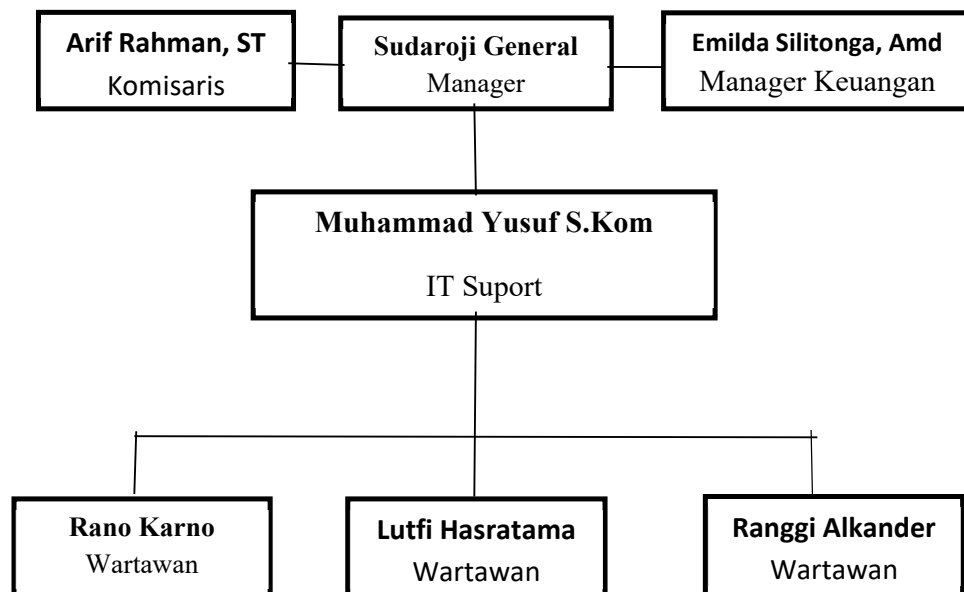 Arif Rahman, ST
Komisaris
Sudaroji General
Manager
Emilda Silitonga, Amd
Manager Keuangan
Muhammad Yusuf S.Kom
IT Suport
Rano Karno
Wartawan
Lutfi Hasratama
Wartawan
Ranggi Alkander
Wartawan